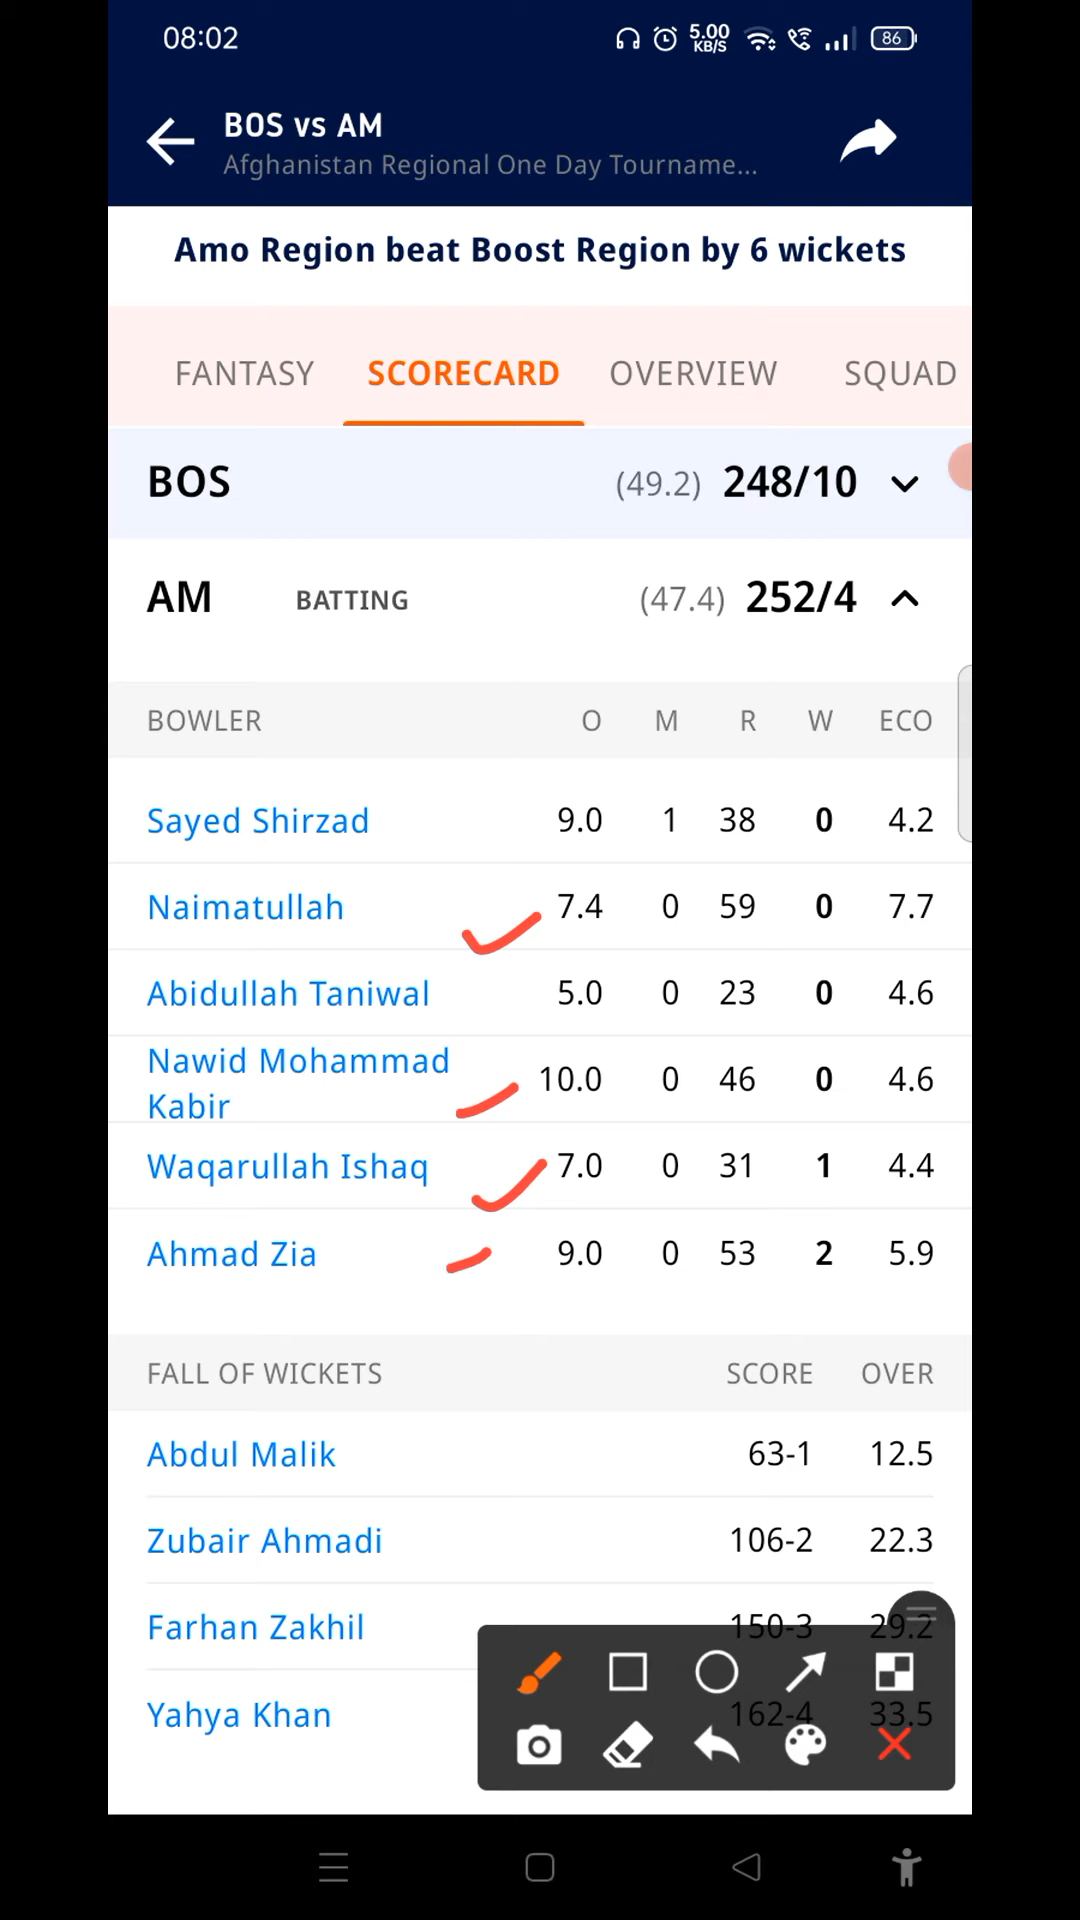 08:02
5.00
KB/S
86
BOS vs AM
Afghanistan Regional One Day Tourname...
Amo Region beat Boost Region by 6 wickets
FANTASY SCORECARD OVERVIEW SQUAD
BOS (49.2) 248/10
AM BATTING (47.4) 252/4
BOWLER O M R W ECO
Sayed Shirzad 9.0 1 38 0 4.2
Naimatullah 7.4 0 59 0 7.7
Abidullah Taniwal 5.0 0 23 0 4.6
Nawid Mohammad
Kabir 10.0 0 46 0 4.6
Waqarullah Ishaq 7.0 0 31 1 4.4
Ahmad Zia 9.0 0 53 2 5.9
FALL OF WICKETS SCORE OVER
Abdul Malik 63-1 12.5
Zubair Ahmadi 106-2 22.3
Farhan Zakhil 150-3 29.2
Yahya Khan 162-4 33.5